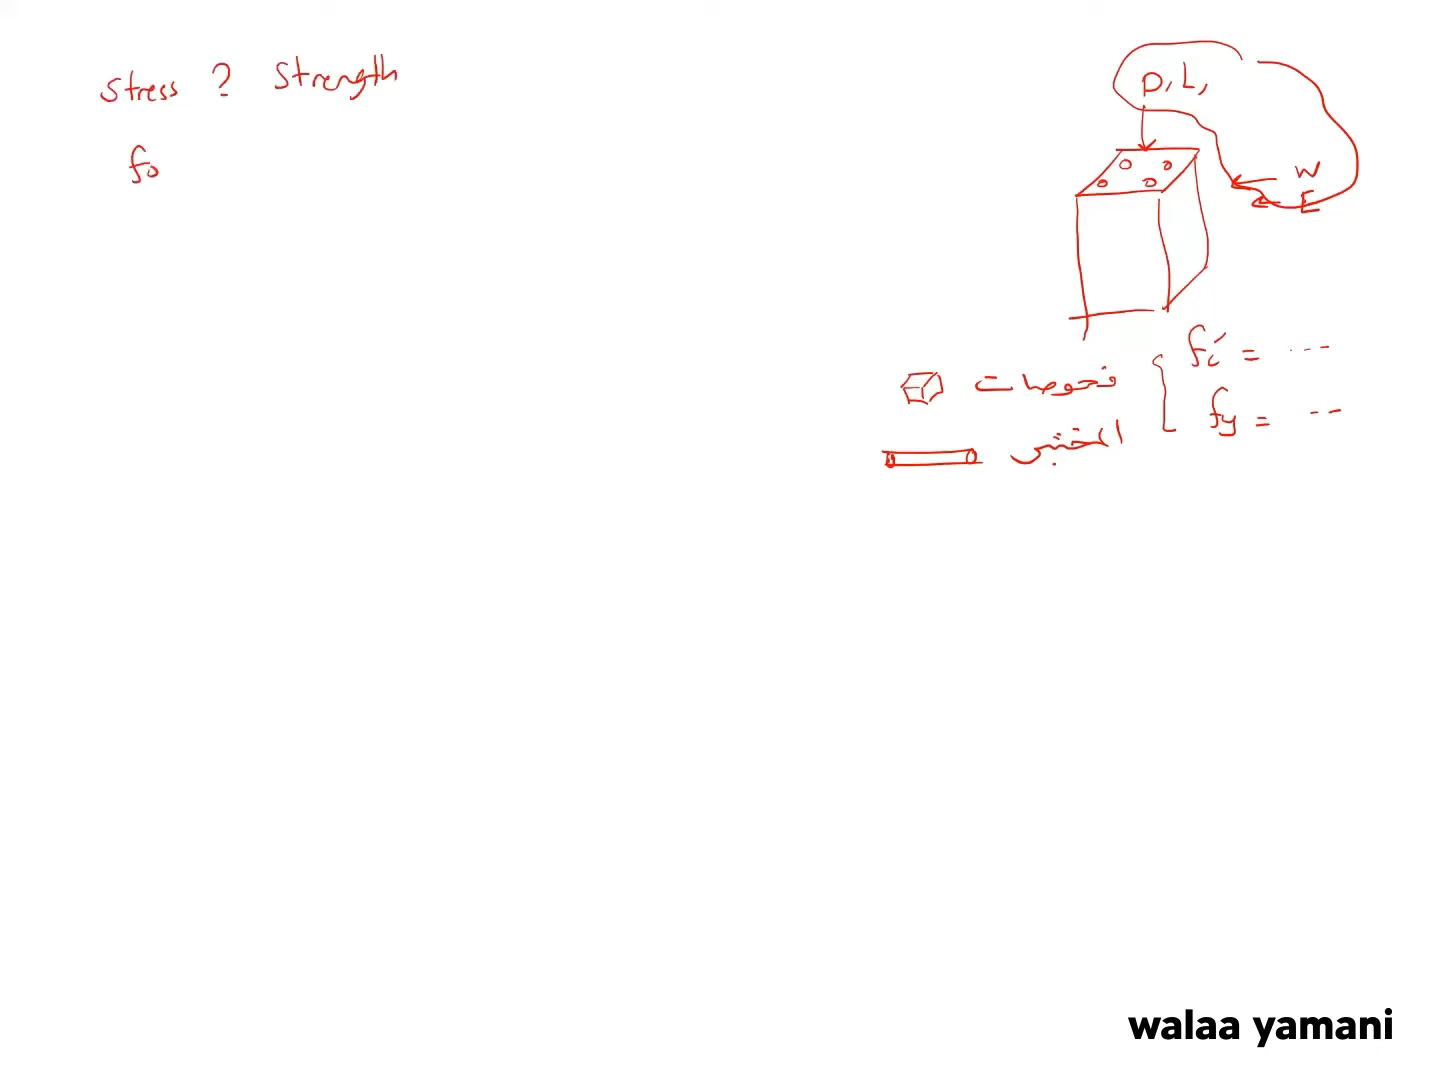 stress ? strength
fo
D, L,
W
E
فحوصات
المختبر
fc' = ...
fy = ..
walaa yamani